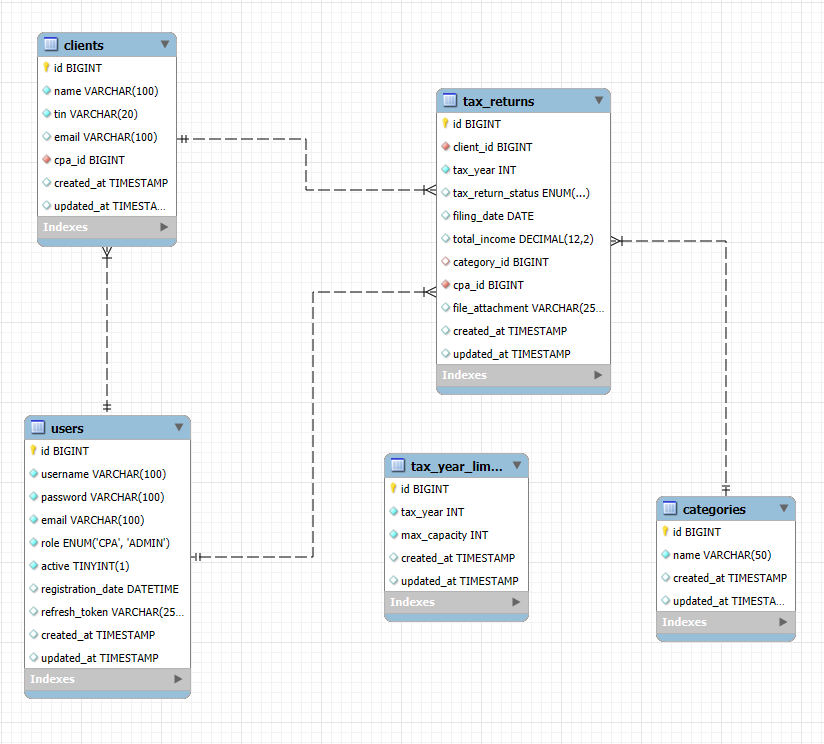 clients
id BIGINT
name VARCHAR(100)
tin VARCHAR(20)
email VARCHAR(100)
cpa_id BIGINT
created_at TIMESTAMP
updated_at TIMESTA...
Indexes
tax_returns
id BIGINT
client_id BIGINT
tax_year INT
tax_return_status ENUM(...)
filing_date DATE
total_income DECIMAL(12,2)
category_id BIGINT
cpa_id BIGINT
file_attachment VARCHAR(25...
created_at TIMESTAMP
updated_at TIMESTAMP
Indexes
users
id BIGINT
username VARCHAR(100)
password VARCHAR(100)
email VARCHAR(100)
role ENUM('CPA', 'ADMIN')
active TINYINT(1)
registration_date DATETIME
refresh_token VARCHAR(25...
created_at TIMESTAMP
updated_at TIMESTAMP
Indexes
tax_year_lim...
id BIGINT
tax_year INT
max_capacity INT
created_at TIMESTAMP
updated_at TIMESTAMP
Indexes
categories
id BIGINT
name VARCHAR(50)
created_at TIMESTAMP
updated_at TIMESTA...
Indexes